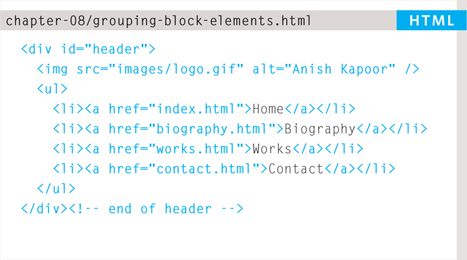 chapter-08/grouping-block-elements.html HTML
<div id="header">
<img src="images/logo.gif" alt="Anish Kapoor" />
<ul>
<li><a href="index.html">Home</a></li>
<li><a href="biography.html">Biography</a></li>
<li><a href="works.html">Works</a></li>
<li><a href="contact.html">Contact</a></li>
</ul>
</div><!-- end of header -->